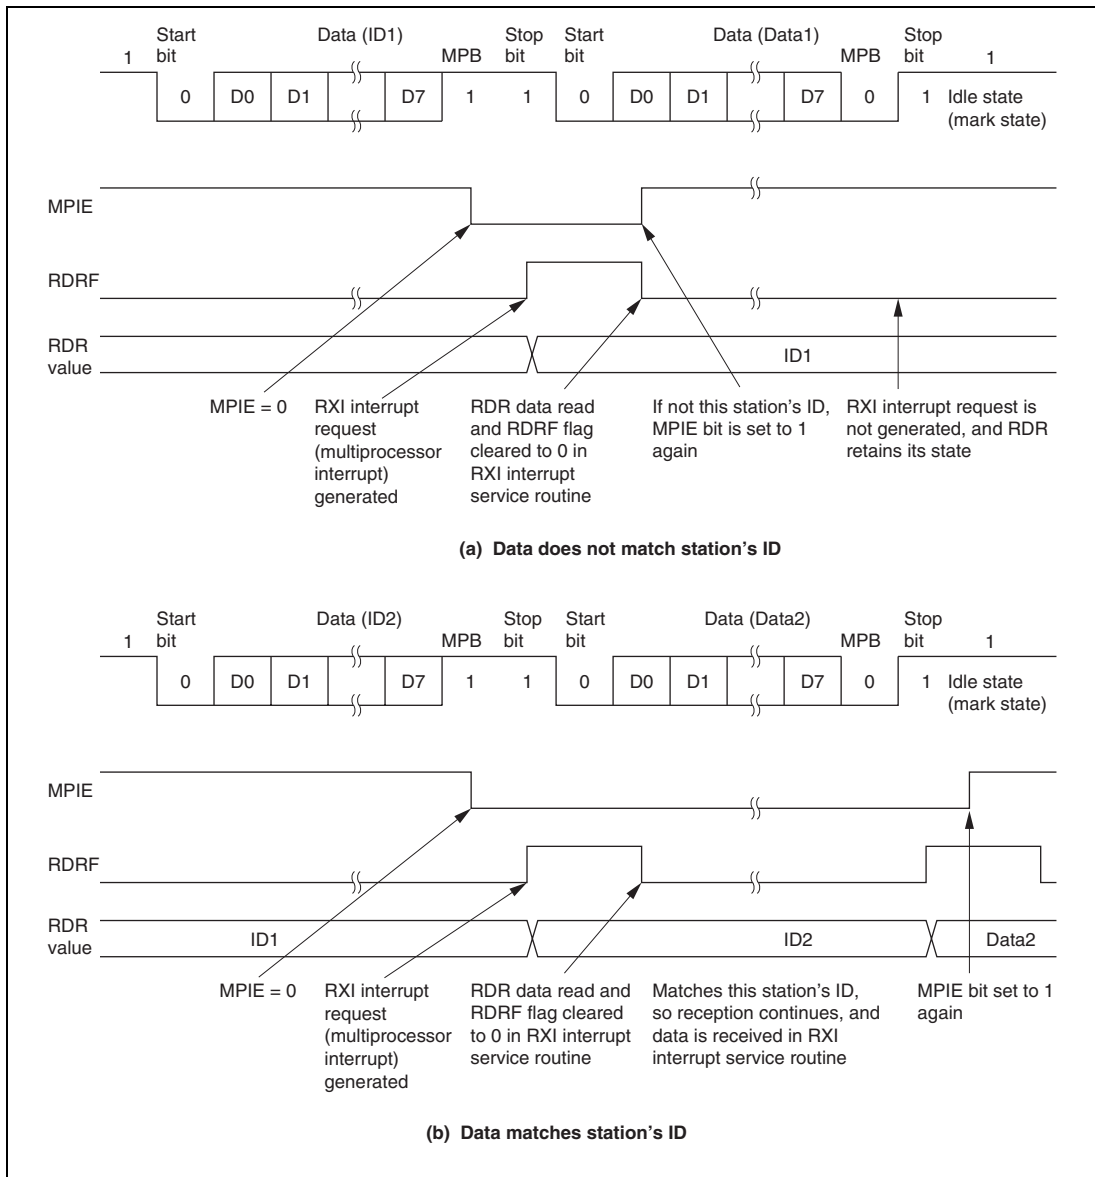 Start bit Data (ID1) MPB Stop bit Start bit Data (Data1) MPB Stop bit
1 0 D0 D1 D7 1 1 0 D0 D1 D7 0 1 1
Idle state
(mark state)
MPIE
RDRF
RDR
value
ID1
MPIE = 0
RXI interrupt
request
(multiprocessor
interrupt)
generated
RDR data read
and RDRF flag
cleared to 0 in
RXI interrupt
service routine
If not this station's ID,
MPIE bit is set to 1
again
RXI interrupt request is
not generated, and RDR
retains its state
(a) Data does not match station's ID
Start bit Data (ID2) MPB Stop bit Start bit Data (Data2) MPB Stop bit
1 0 D0 D1 D7 1 1 0 D0 D1 D7 0 1 1
Idle state
(mark state)
MPIE
RDRF
RDR
value
ID1 ID2 Data2
MPIE = 0
RXI interrupt
request
(multiprocessor
interrupt)
generated
RDR data read and
RDRF flag cleared
to 0 in RXI interrupt
service routine
Matches this station's ID,
so reception continues, and
data is received in RXI
interrupt service routine
MPIE bit set to 1
again
(b) Data matches station's ID